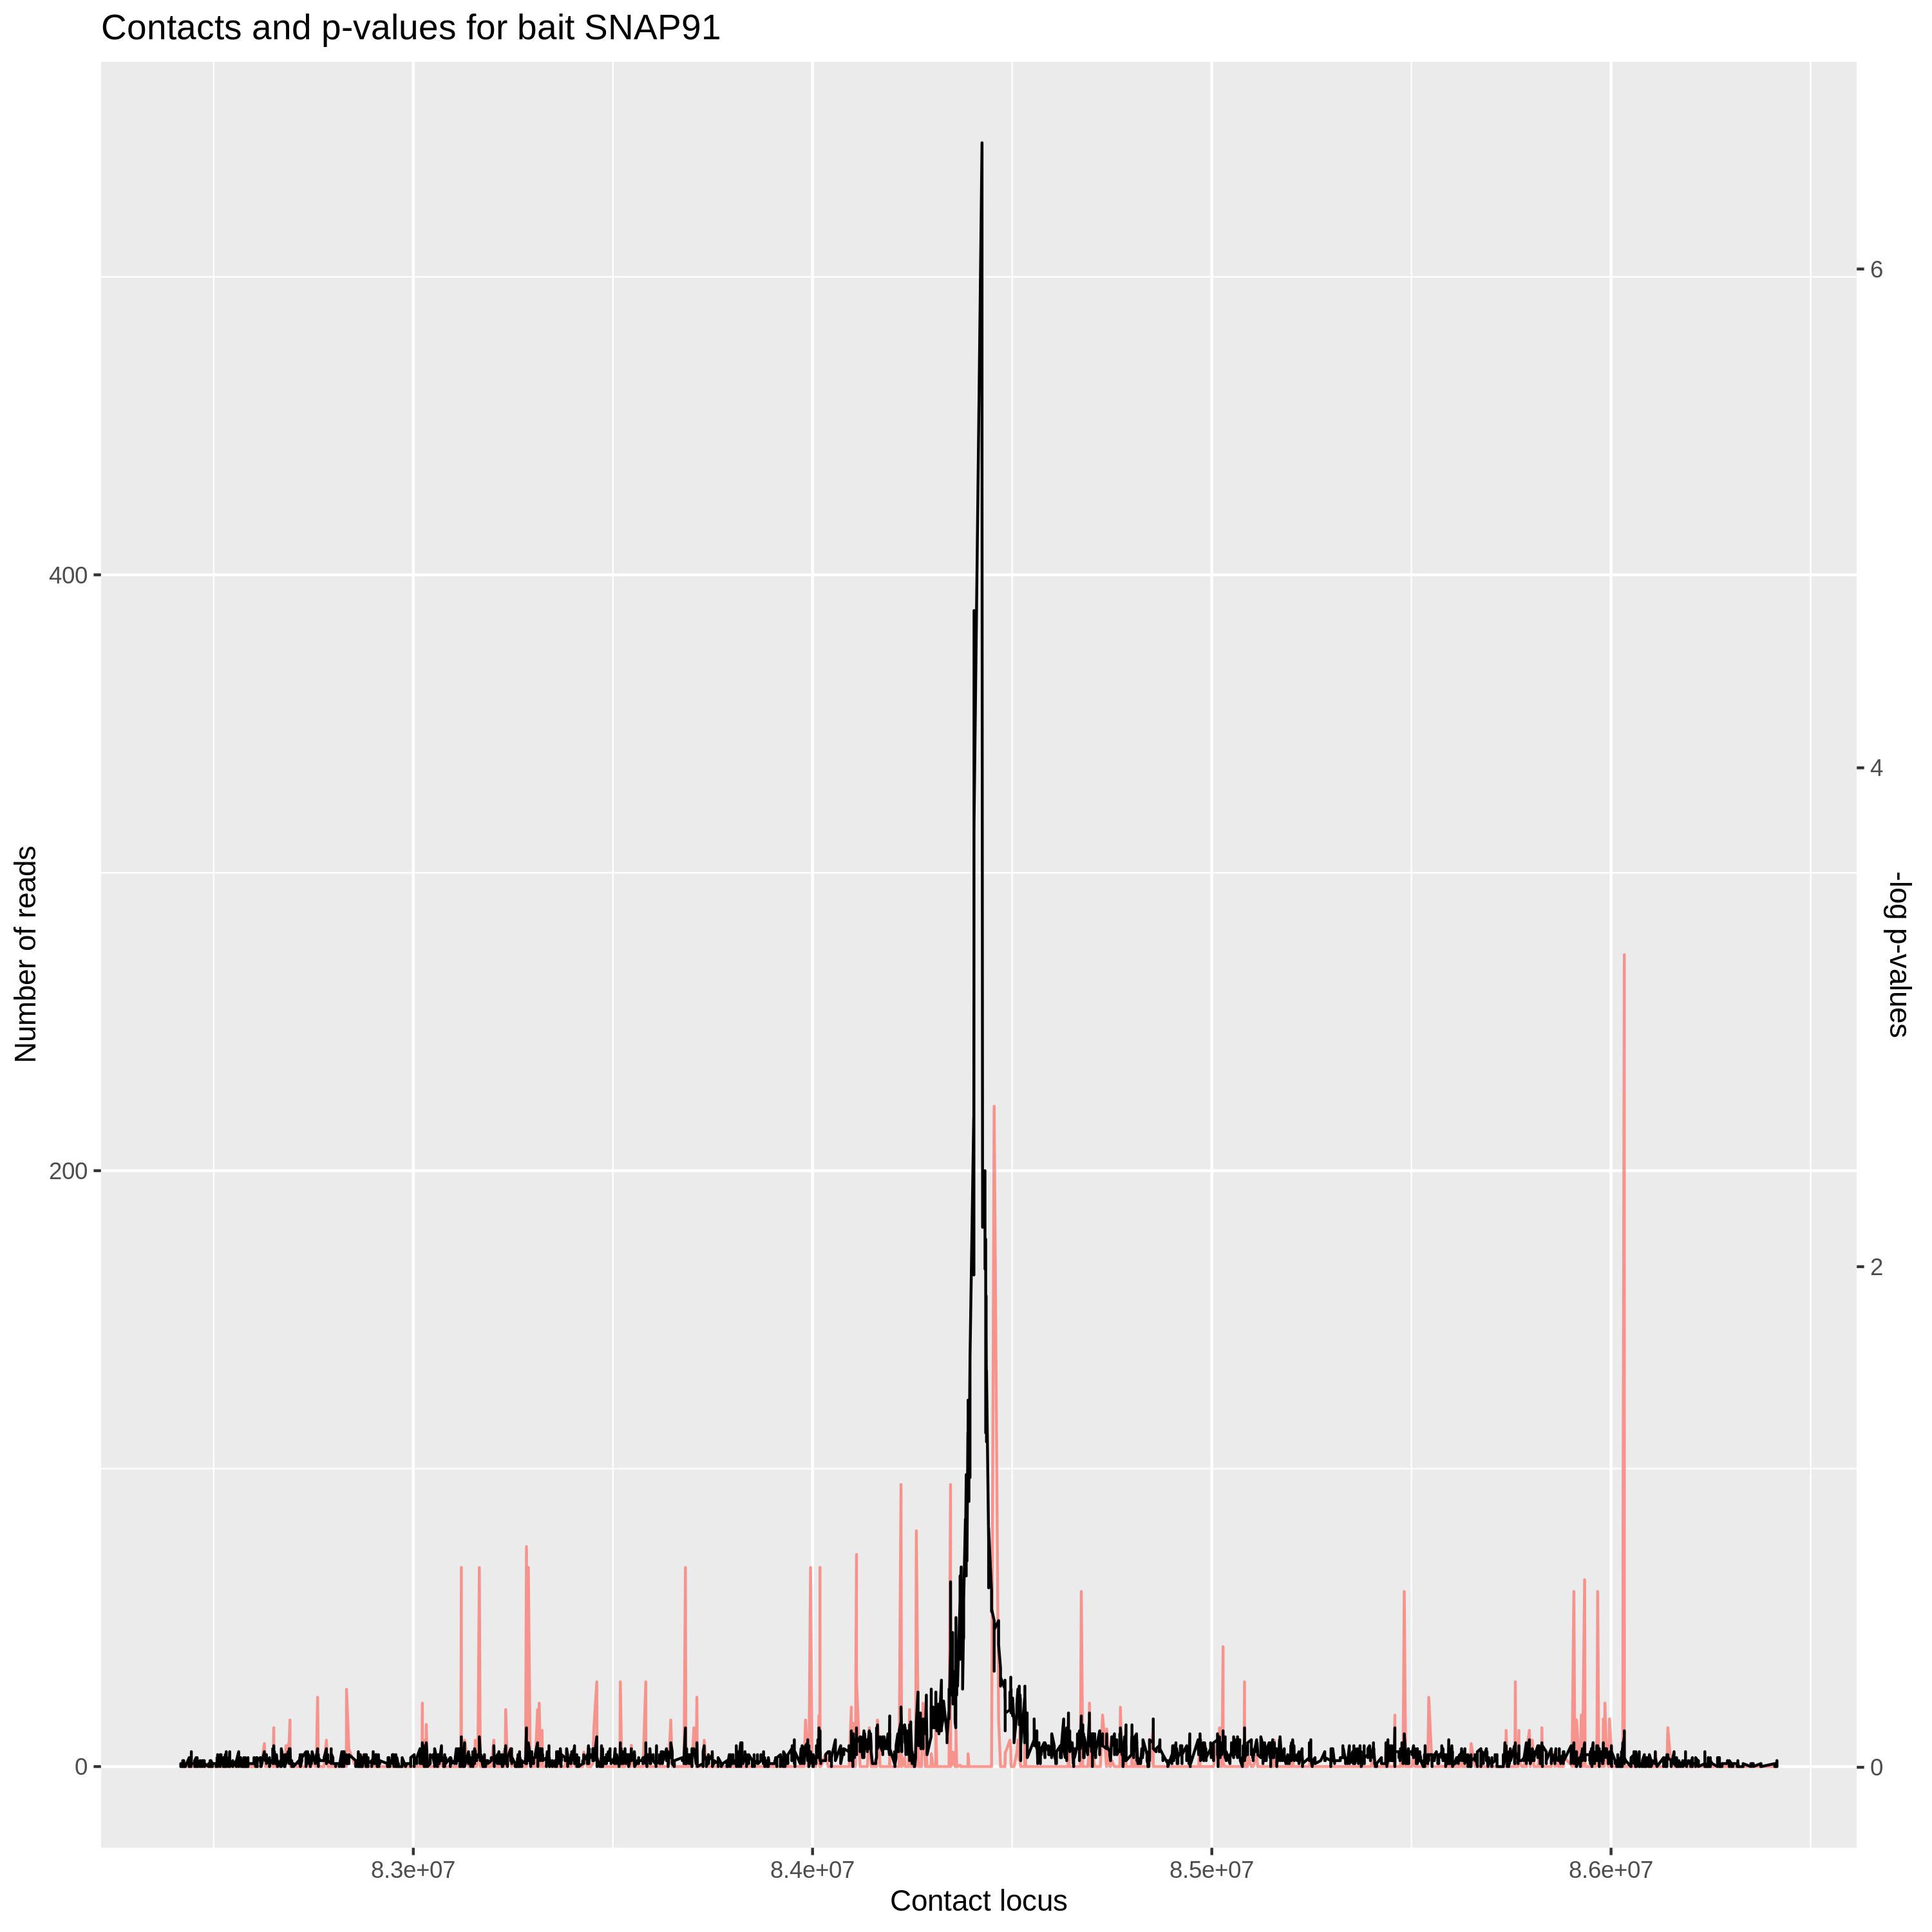 Contacts and p-values for bait SNAP91
Number of reads
400
200
0
6
4
2
0
-log p-values
8.3e+07
8.4e+07
8.5e+07
8.6e+07
Contact locus